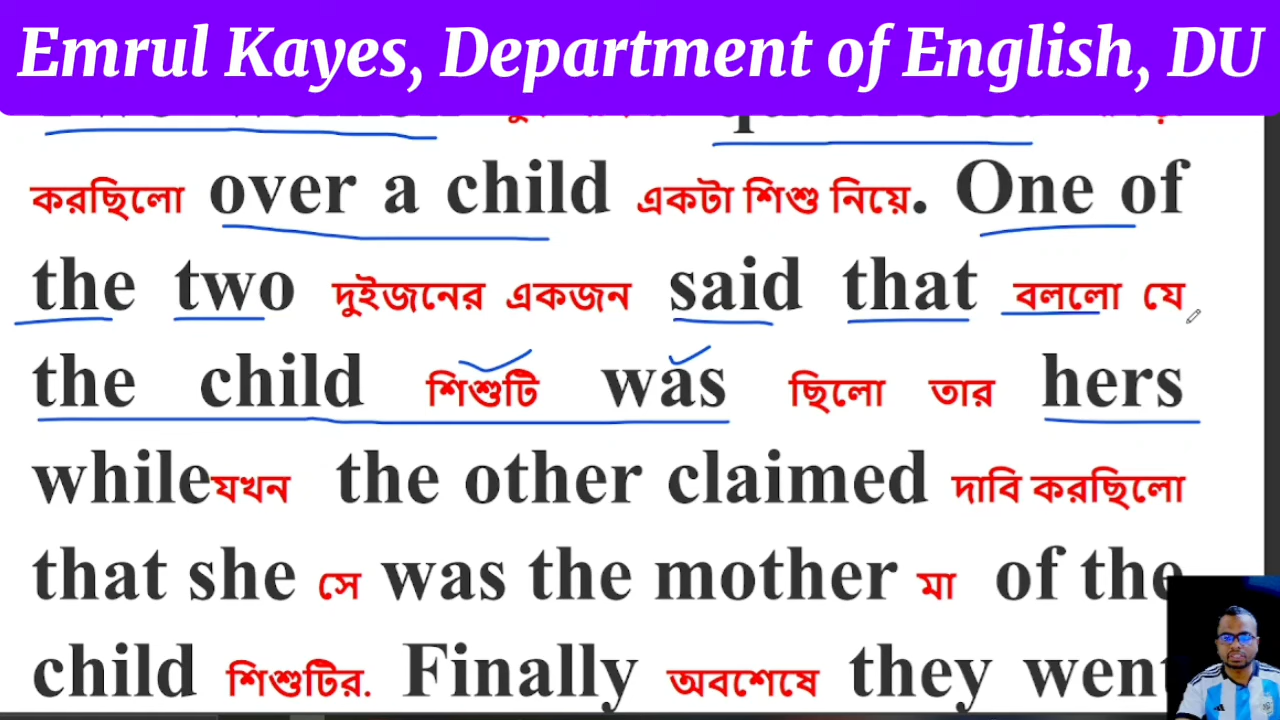 Emrul Kayes, Department of English, DU
করছিলো over a child একটা শিশু নিয়ে. One of
the two দুইজনের একজন said that বললো যে
the child শিশুটি was ছিলো তার hers
whileযখন the other claimed দাবি করছিলো
that she সে was the mother মা of the
child শিশুটির. Finally অবশেষে they went